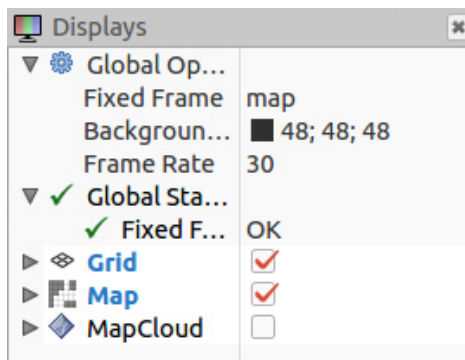 Displays
Global Op...
Fixed Frame map
Backgroun... 48; 48; 48
Frame Rate 30
Global Sta...
Fixed F... OK
Grid
Map
MapCloud